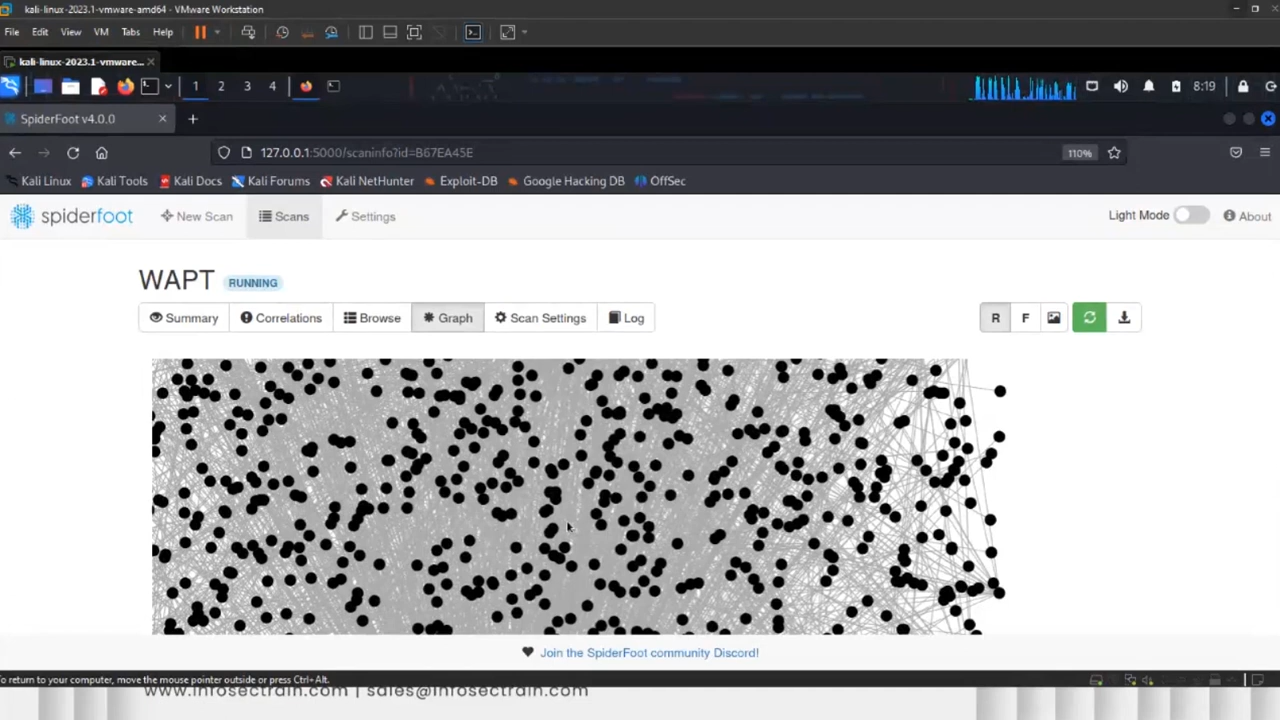 kali-linux-2023.1-vmware-amd64 - VMware Workstation
File Edit View VM Tabs Help
kali-linux-2023.1-vmware...
1 2 3 4 8:19
SpiderFoot v4.0.0
127.0.0.1:5000/scaninfo?id=B67EA45E 110%
Kali Linux Kali Tools Kali Docs Kali Forums Kali NetHunter Exploit-DB Google Hacking DB OffSec
spiderfoot New Scan Scans Settings Light Mode About
WAPT RUNNING
Summary Correlations Browse Graph Scan Settings Log R F
Join the SpiderFoot community Discord!
To return to your computer, move the mouse pointer outside or press Ctrl+Alt.
www.infosectrain.com | sales@infosectrain.com